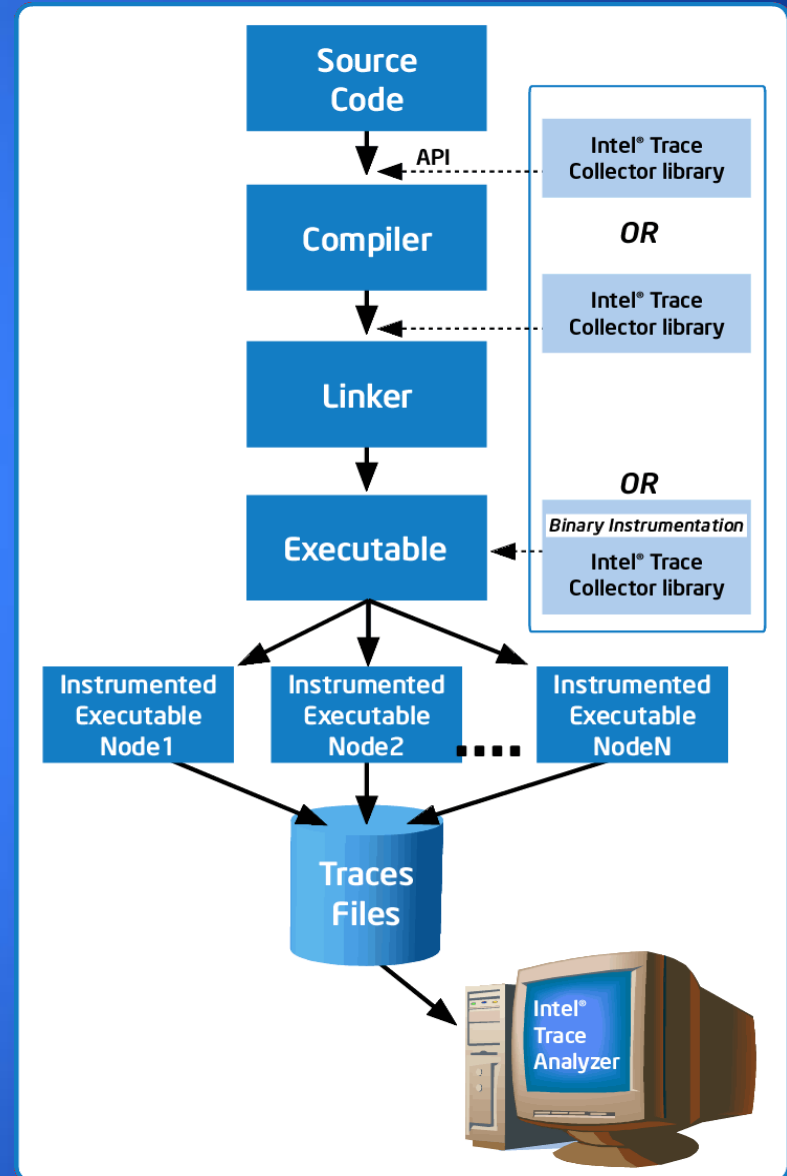 Source
Code
API
Intel® Trace
Collector library
OR
Compiler
Intel® Trace
Collector library
Linker
OR
Binary Instrumentation
Executable
Intel® Trace
Collector library
Instrumented
Executable
Node1
Instrumented
Executable
Node2
.....
Instrumented
Executable
NodeN
Traces
Files
Intel®
Trace
Analyzer